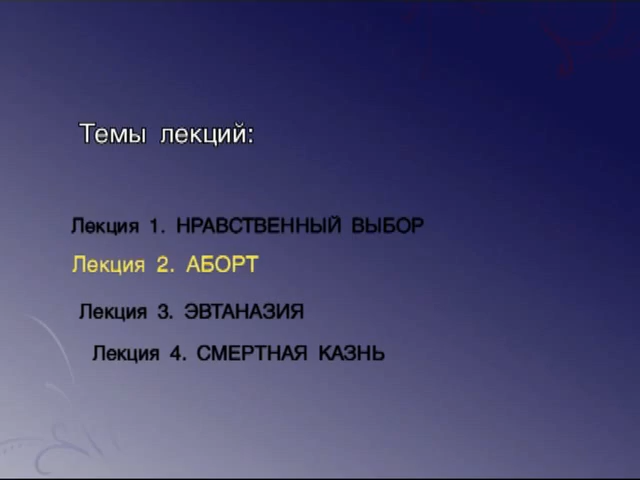 Темы лекций:
Лекция 1. НРАВСТВЕННЫЙ ВЫБОР
Лекция 2. АБОРТ
Лекция 3. ЭВТАНАЗИЯ
Лекция 4. СМЕРТНАЯ КАЗНЬ